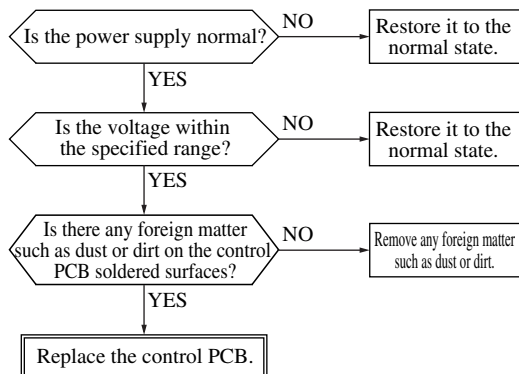 Is the power supply normal?
NO
Restore it to the
normal state.
YES
Is the voltage within
the specified range?
NO
Restore it to the
normal state.
YES
Is there any foreign matter
such as dust or dirt on the control
PCB soldered surfaces?
NO
Remove any foreign matter
such as dust or dirt.
YES
Replace the control PCB.